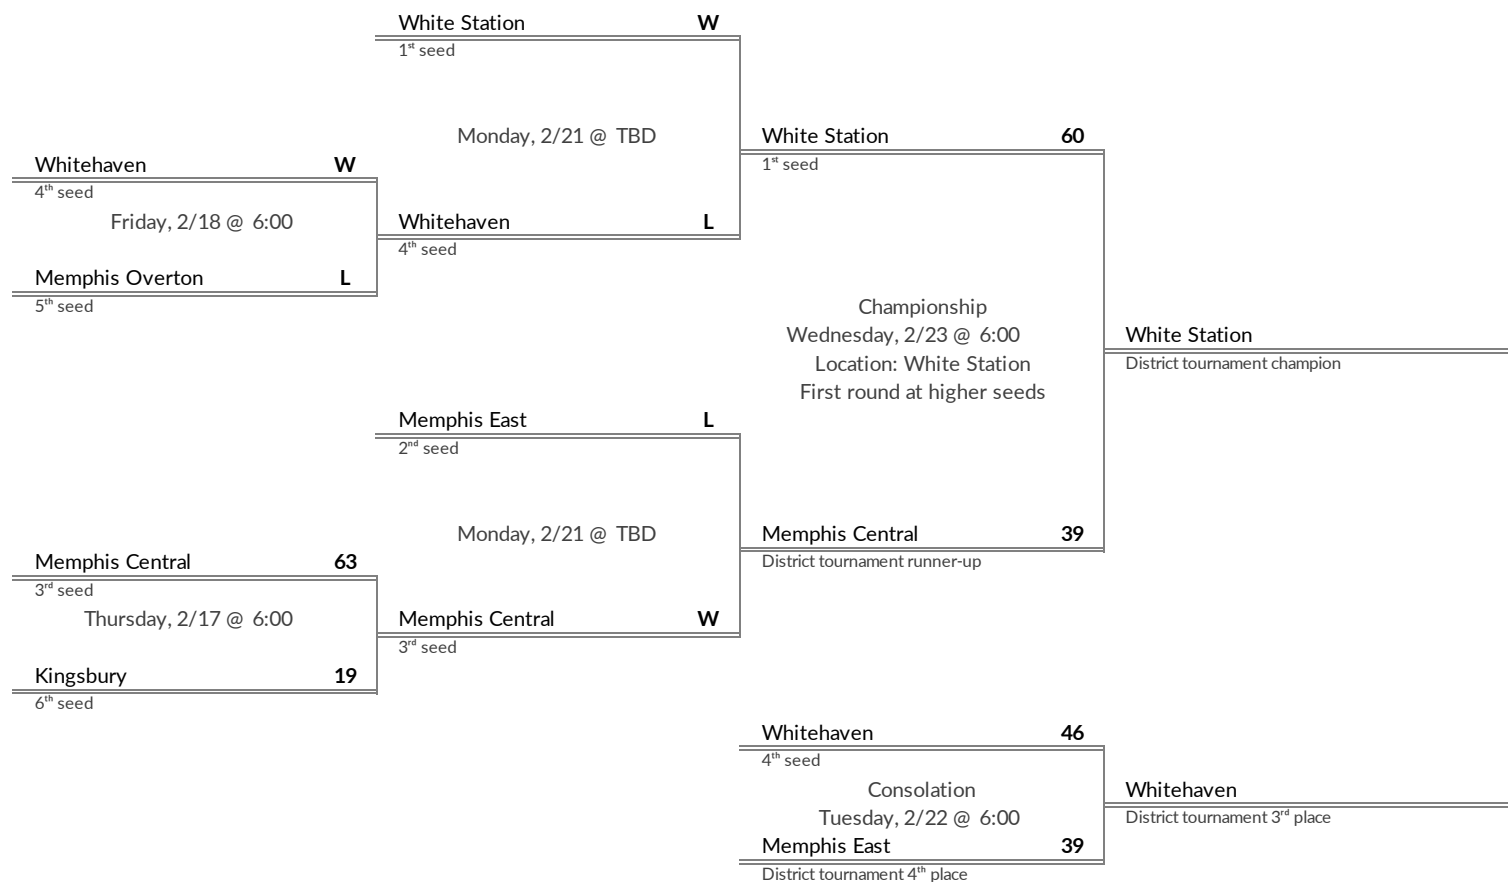 White Station W
1st seed
Monday, 2/21 @ TBD
White Station 60
1st seed
Whitehaven W
4th seed
Friday, 2/18 @ 6:00
Whitehaven L
4th seed
Memphis Overton L
5th seed
Championship
Wednesday, 2/23 @ 6:00
Location: White Station
First round at higher seeds
White Station
District tournament champion
Memphis East L
2nd seed
Monday, 2/21 @ TBD
Memphis Central 39
District tournament runner-up
Memphis Central 63
3rd seed
Thursday, 2/17 @ 6:00
Memphis Central W
3rd seed
Kingsbury 19
6th seed
Whitehaven 46
4th seed
Consolation
Tuesday, 2/22 @ 6:00
Whitehaven
District tournament 3rd place
Memphis East 39
District tournament 4th place